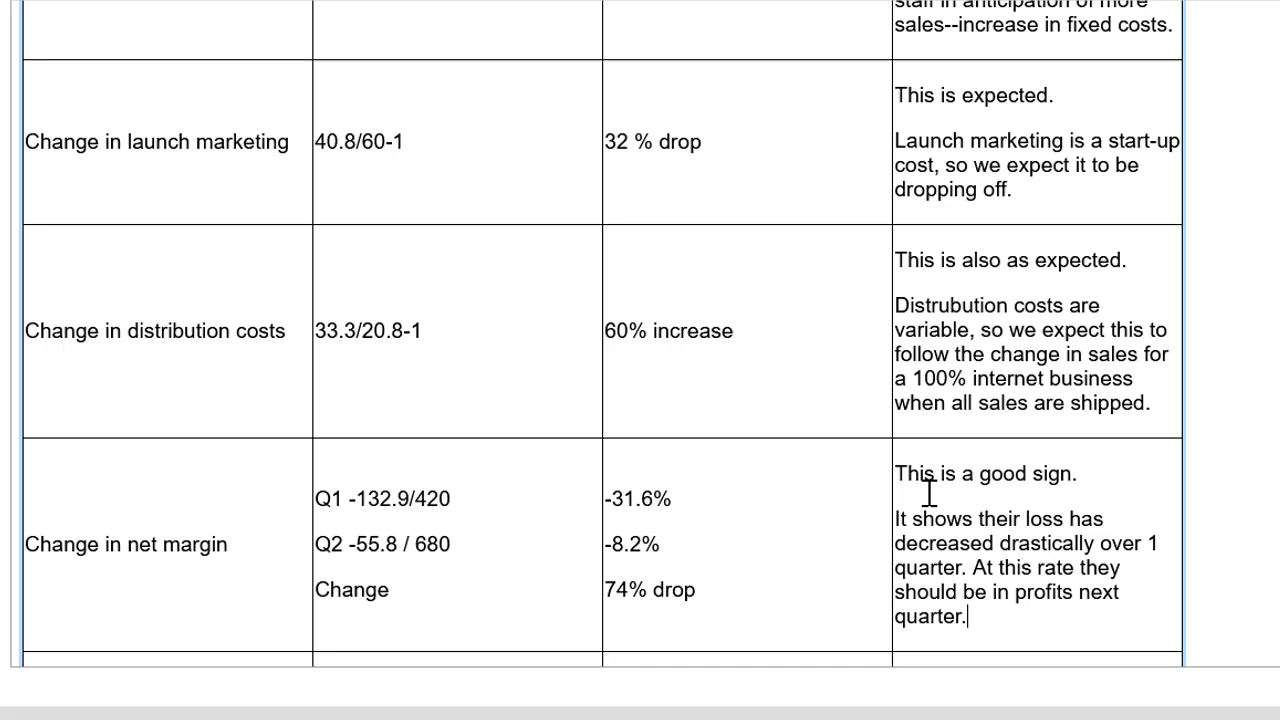 staff in anticipation of more
sales--increase in fixed costs.
Change in launch marketing
40.8/60-1
32 % drop
This is expected.
Launch marketing is a start-up
cost, so we expect it to be
dropping off.
Change in distribution costs
33.3/20.8-1
60% increase
This is also as expected.
Distrubution costs are
variable, so we expect this to
follow the change in sales for
a 100% internet business
when all sales are shipped.
Change in net margin
Q1 -132.9/420
Q2 -55.8 / 680
Change
-31.6%
-8.2%
74% drop
This is a good sign.
It shows their loss has
decreased drastically over 1
quarter. At this rate they
should be in profits next
quarter.